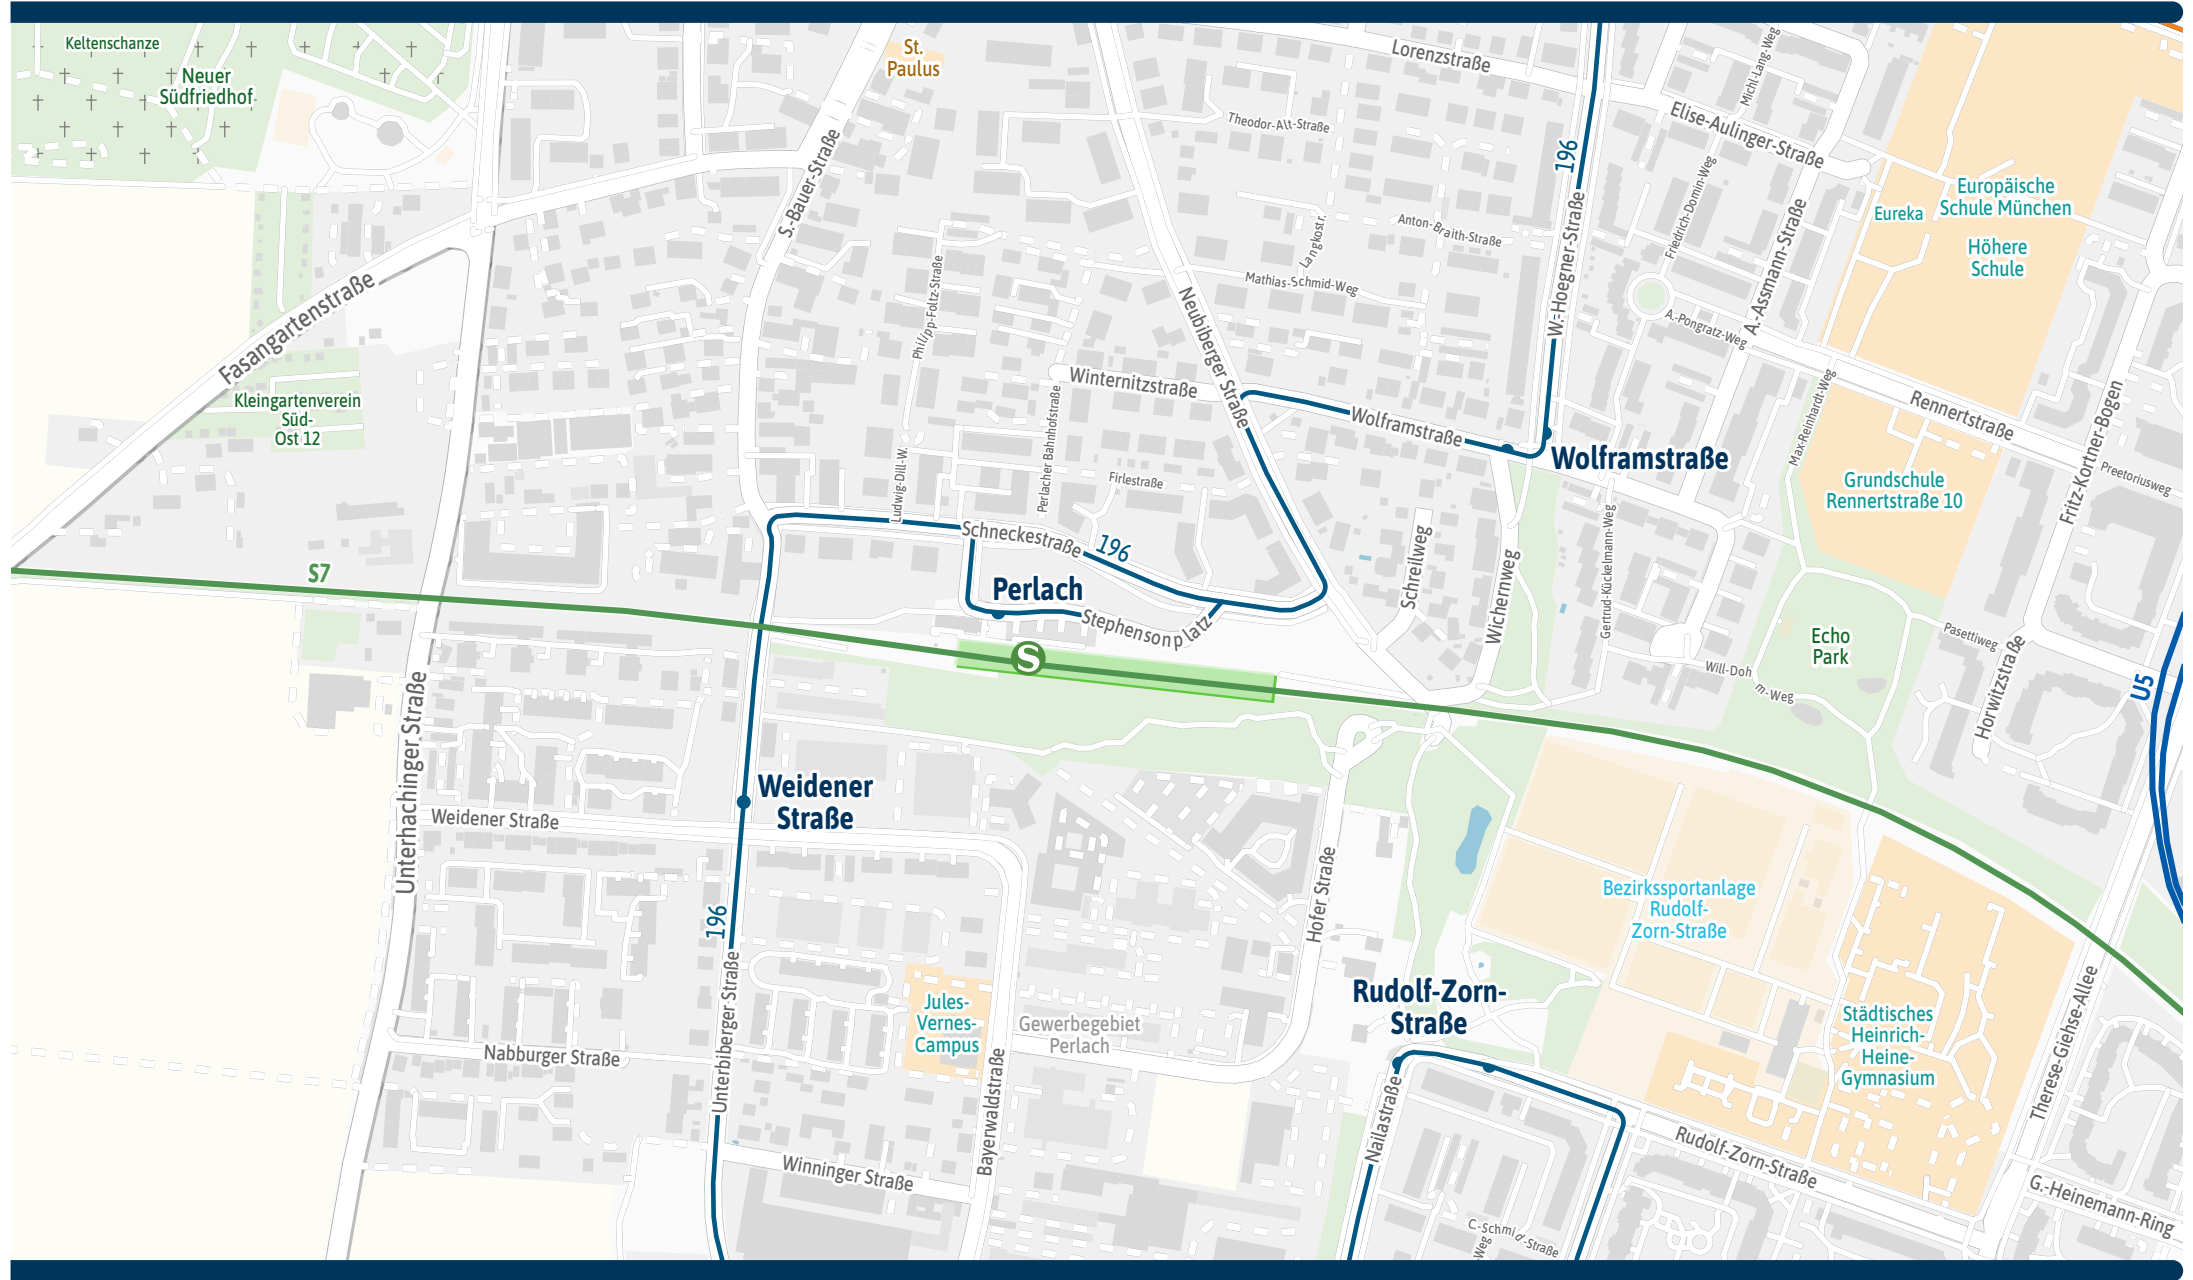 Keltenschanze
Neuer
Südfriedhof
St.
Paulus
Lorenzstraße
Michl-Lang-Weg
Theodor-Alt-Straße
Elise-Aulinger-Straße
S.-Bauer-Straße
196
Friedrich-Domin-Weg
Europäische
Schule München
Eureka
Höhere
Schule
Anton-Braith-Straße
Langkostr.
W.-Hoegner-Straße
A.-Assmann-Straße
Mathias-Schmid-Weg
Philipp-Foltz-Straße
Fasangartenstraße
Neubiberger Straße
A.-Pongratz-Weg
Winternitzstraße
Kleingartenverein
Süd-
Ost 12
Perlacher Bahnhofstraße
Wolframstraße
Wolframstraße
Max-Reinhardt-Weg
Rennertstraße
Fritz-Kortner-Bogen
Preetoriusweg
Grundschule
Rennertstraße 10
Ludwig-Dill-W.
Firlestraße
Schneckestraße
196
Schreilweg
Wichernweg
Gertrud-Kückelmann-Weg
S7
Perlach
Stephensonplatz
S
Echo
Park
Pasettiweg
Will-Dohm-Weg
Horwitzstraße
U5
Unterhachinger Straße
Weidener
Straße
Weidener Straße
Hofer Straße
Bezirkssportanlage
Rudolf-
Zorn-Straße
196
Unterbiberger Straße
Jules-
Vernes-
Campus
Gewerbegebiet
Perlach
Rudolf-Zorn-
Straße
Städtisches
Heinrich-
Heine-
Gymnasium
Therese-Giehse-Allee
Nabburger Straße
Bayerwaldstraße
Nailastraße
Winninger Straße
Rudolf-Zorn-Straße
G.-Heinemann-Ring
C.-Schmid-Straße
-Weg